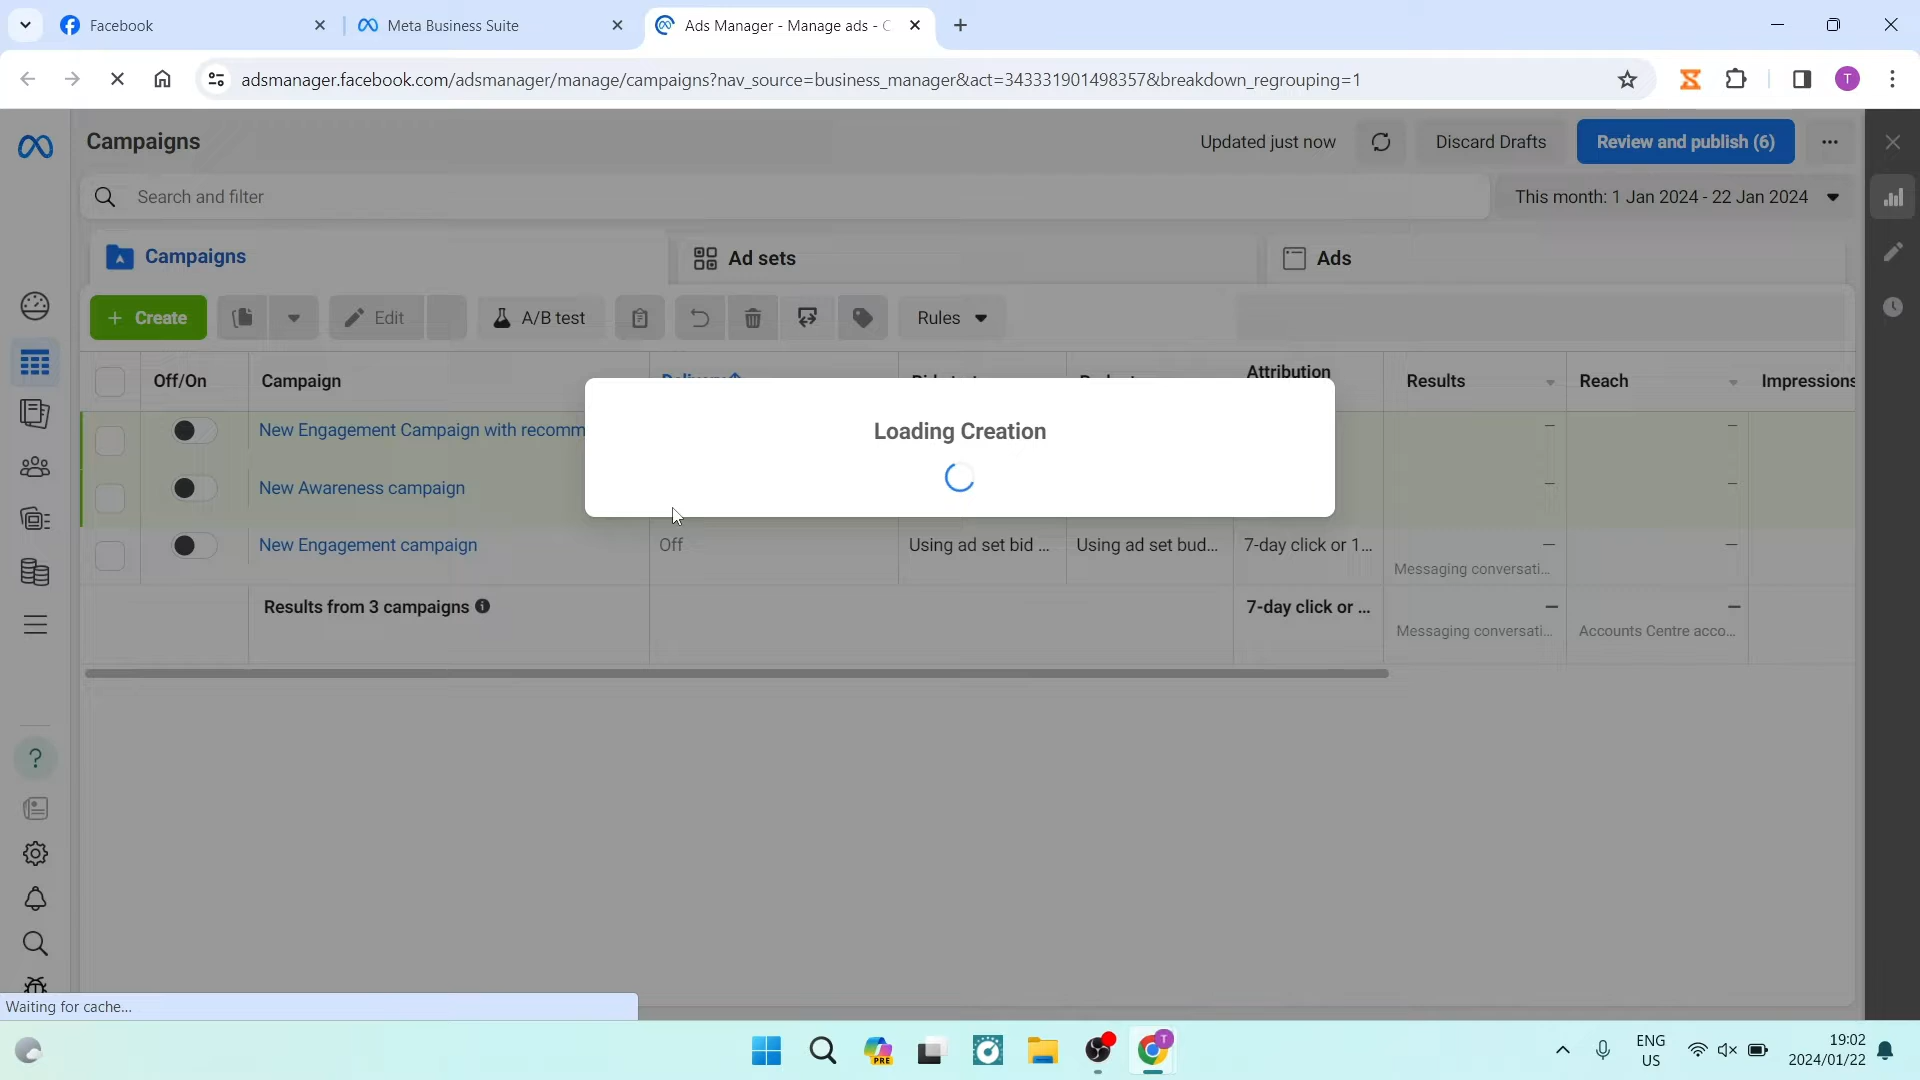 Facebook
Meta Business Suite
Ads Manager - Manage ads - C
adsmanager.facebook.com/adsmanager/manage/campaigns?nav_source=business_manager&act=343331901498357&breakdown_regrouping=1
T
Campaigns
Updated just now
Discard Drafts
Review and publish (6)
Search and filter
This month: 1 Jan 2024 - 22 Jan 2024
Campaigns
Ad sets
Ads
+ Create
Edit
A/B test
Rules
Off/On
Campaign
Attribution
Results
Reach
Impressions
New Engagement Campaign with recomm
—
—
Loading Creation
New Awareness campaign
—
—
New Engagement campaign
Off
Using ad set bid ...
Using ad set bud...
7-day click or 1...
—
—
Messaging conversati...
Results from 3 campaigns
7-day click or ...
—
—
Messaging conversati...
Accounts Centre acco...
?
Waiting for cache...
PRE
T
ENG
US
19:02
2024/01/22